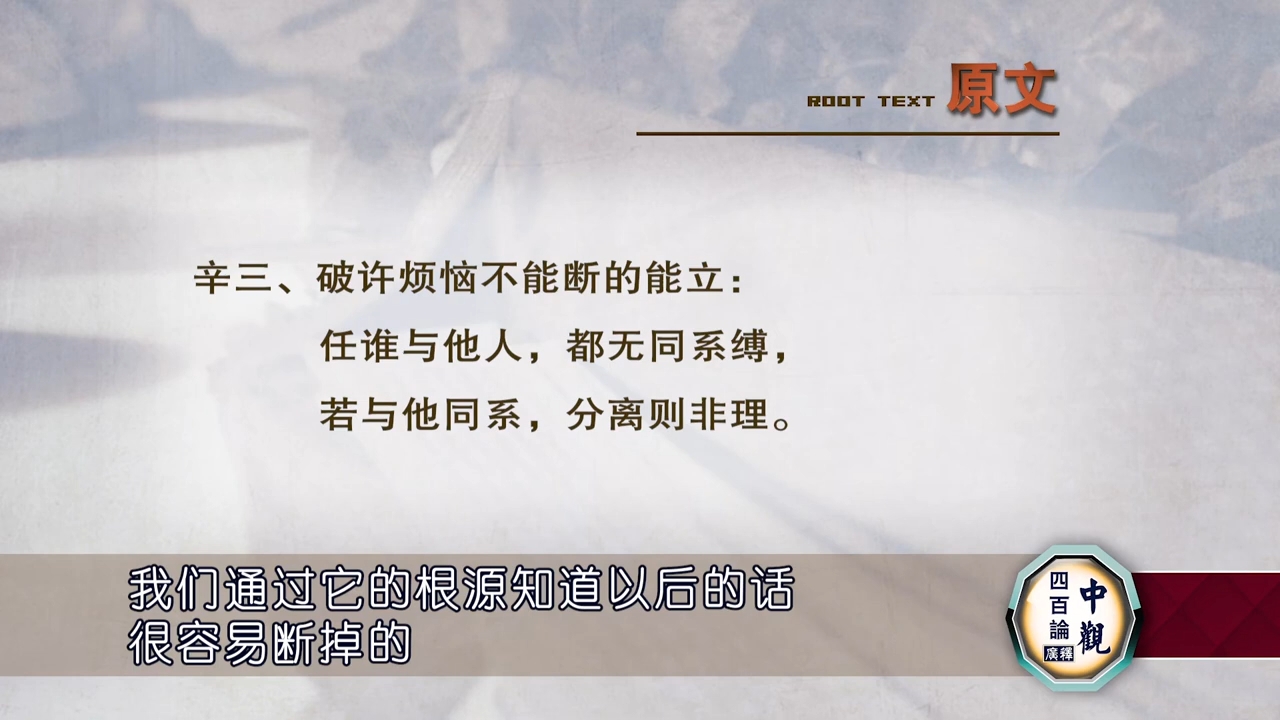 ROOT TEXT 原文
辛三、破许烦恼不能断的能立：
任谁与他人，都无同系缚，
若与他同系，分离则非理。
我们通过它的根源知道以后的话
很容易断掉的
中觀
四百論
廣釋